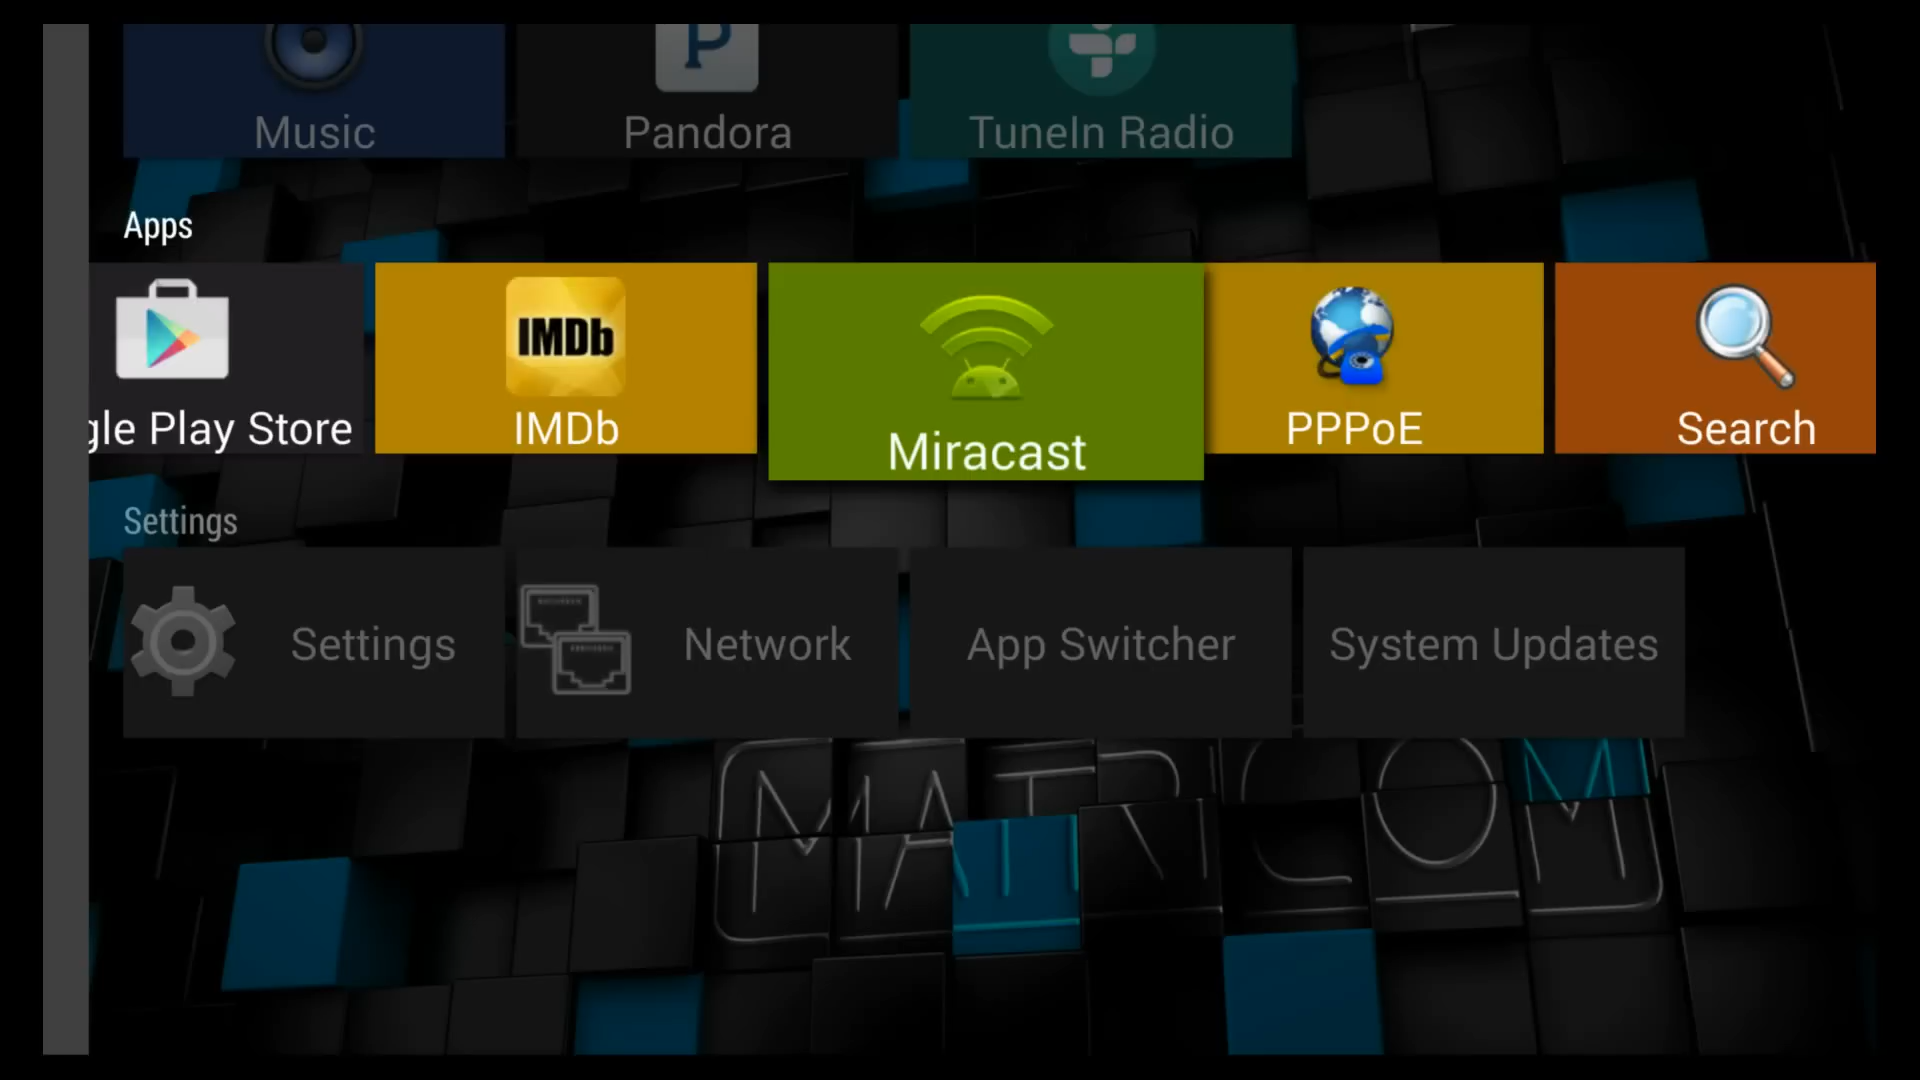 P
Music
Pandora
TuneIn Radio
Apps
IMDb
gle Play Store
IMDb
Miracast
PPPoE
Search
Settings
Settings
Network
App Switcher
System Updates
MATRICOM